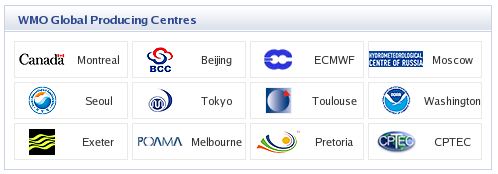 WMO Global Producing Centres
Canada Montreal
BCC Beijing
ECMWF
HYDROMETEOROLOGICAL CENTRE OF RUSSIA Moscow
Seoul
Tokyo
Toulouse
NOAA Washington
Exeter
POAMA Melbourne
Pretoria
CPTEC CPTEC